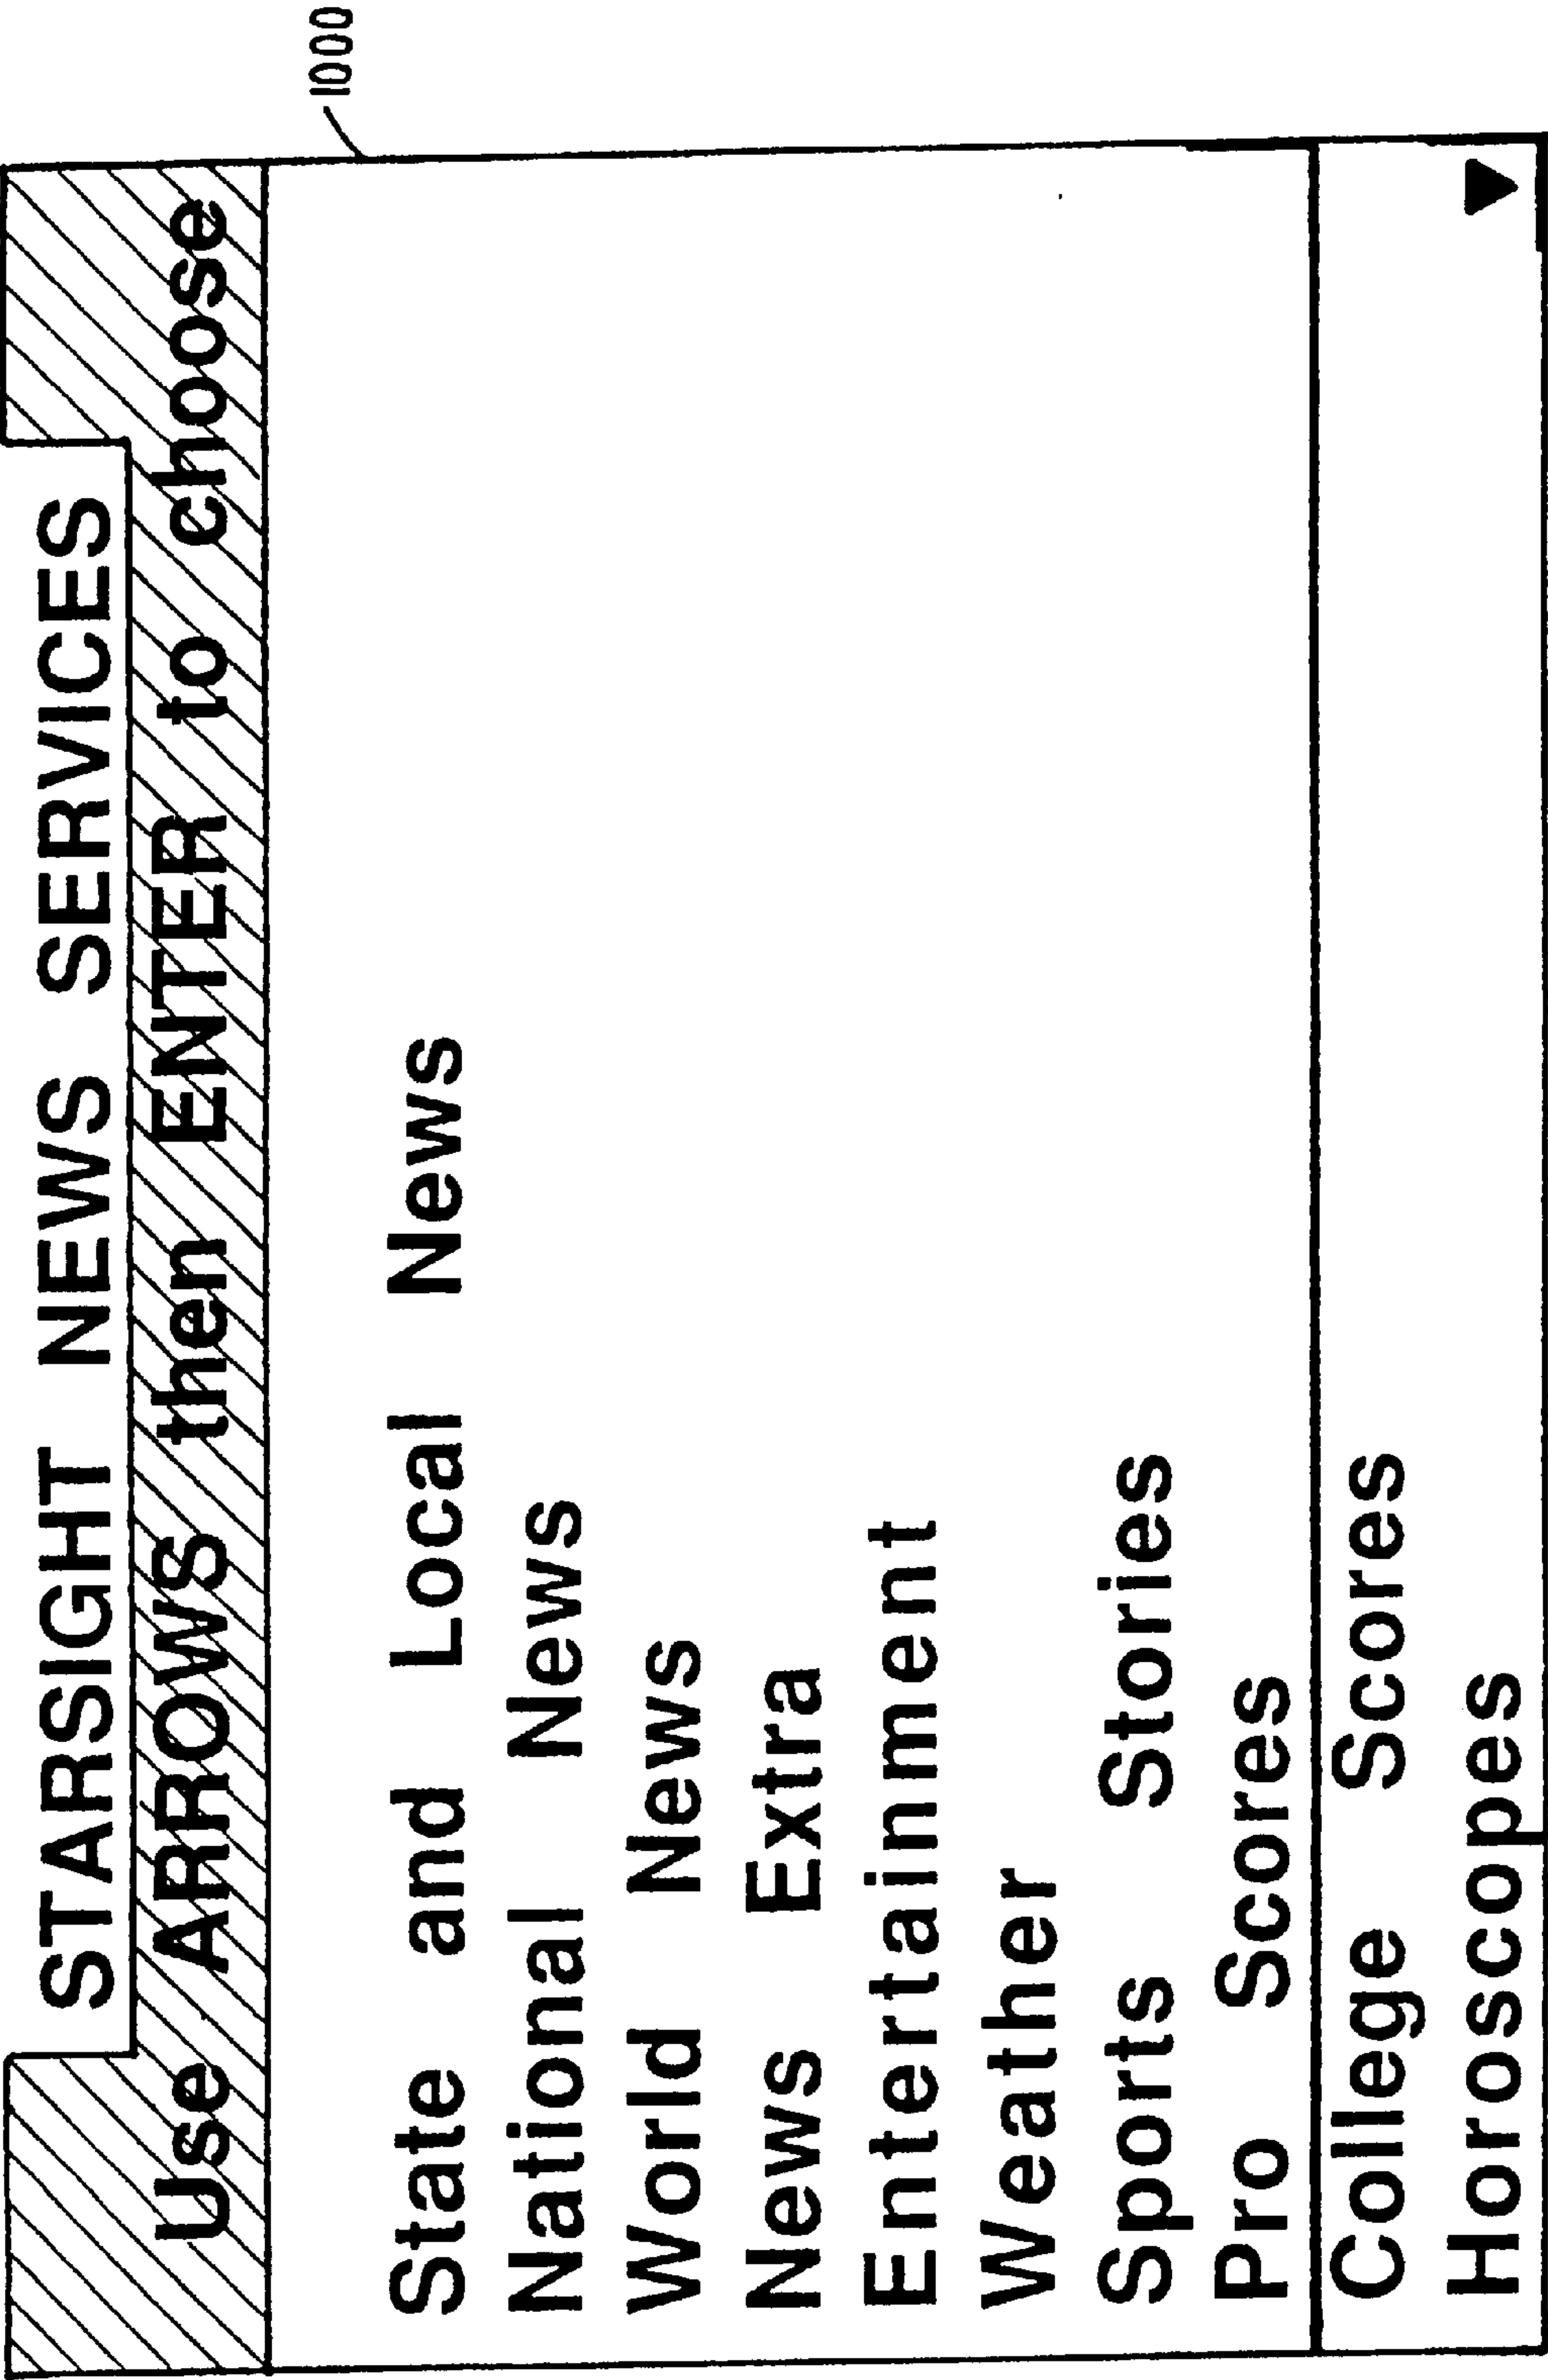 STARSIGHT NEWS SERVICES
Use ARROWS then ENTER to choose
1000
State and Local News
National News
World News
News Extra
Entertainment
Weather
Sports Stories
Pro Scores
College Scores
Horoscopes